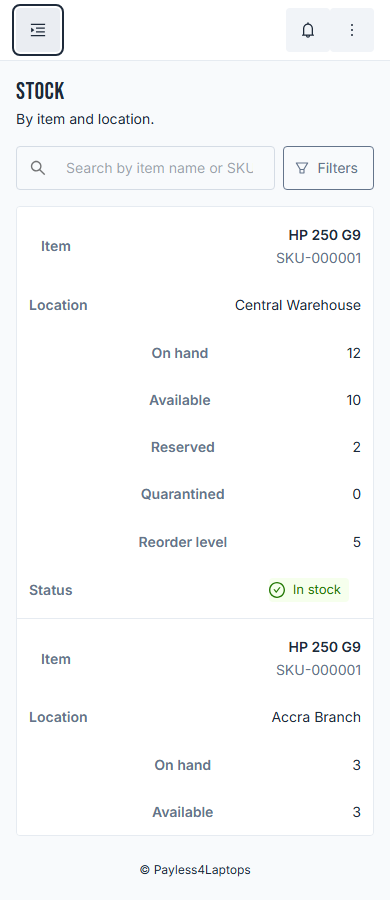 STOCK
By item and location.
Search by item name or SKU
Filters
Item
HP 250 G9
SKU-000001
Location
Central Warehouse
On hand
12
Available
10
Reserved
2
Quarantined
0
Reorder level
5
Status
In stock
Item
HP 250 G9
SKU-000001
Location
Accra Branch
On hand
3
Available
3
© Payless4Laptops